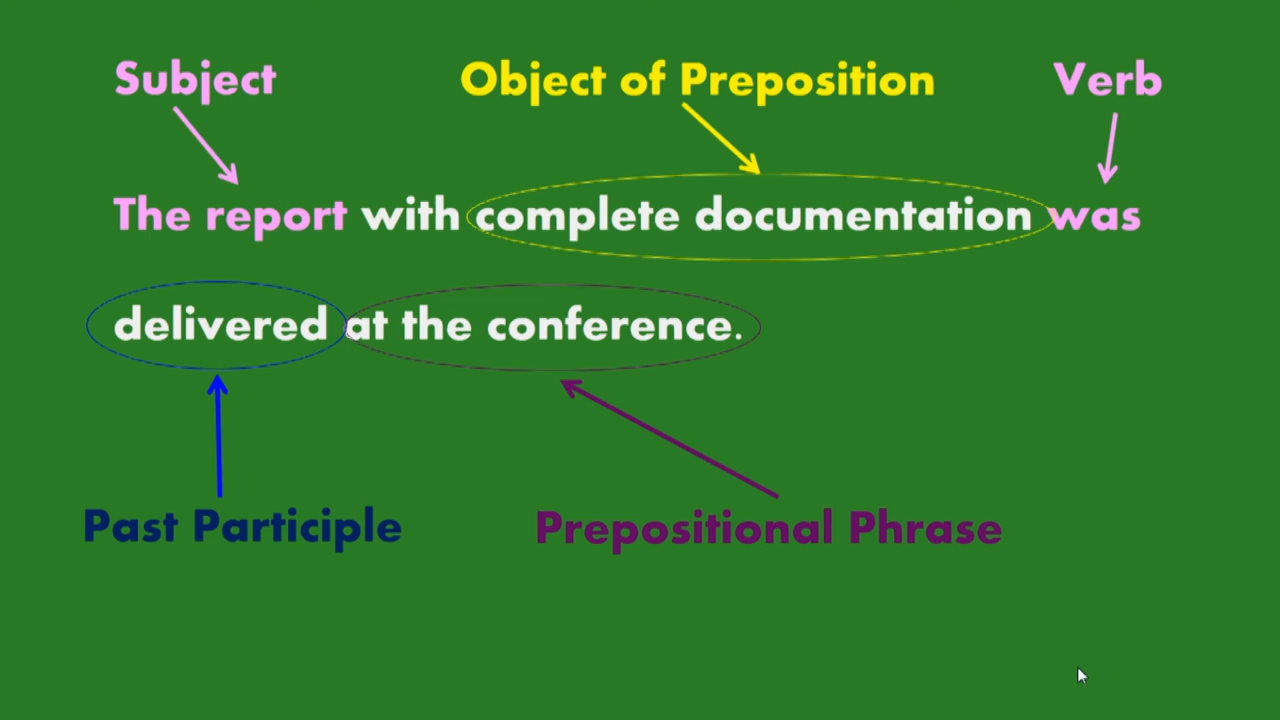 Subject Object of Preposition Verb
The report with complete documentation was
delivered at the conference.
Past Participle Prepositional Phrase